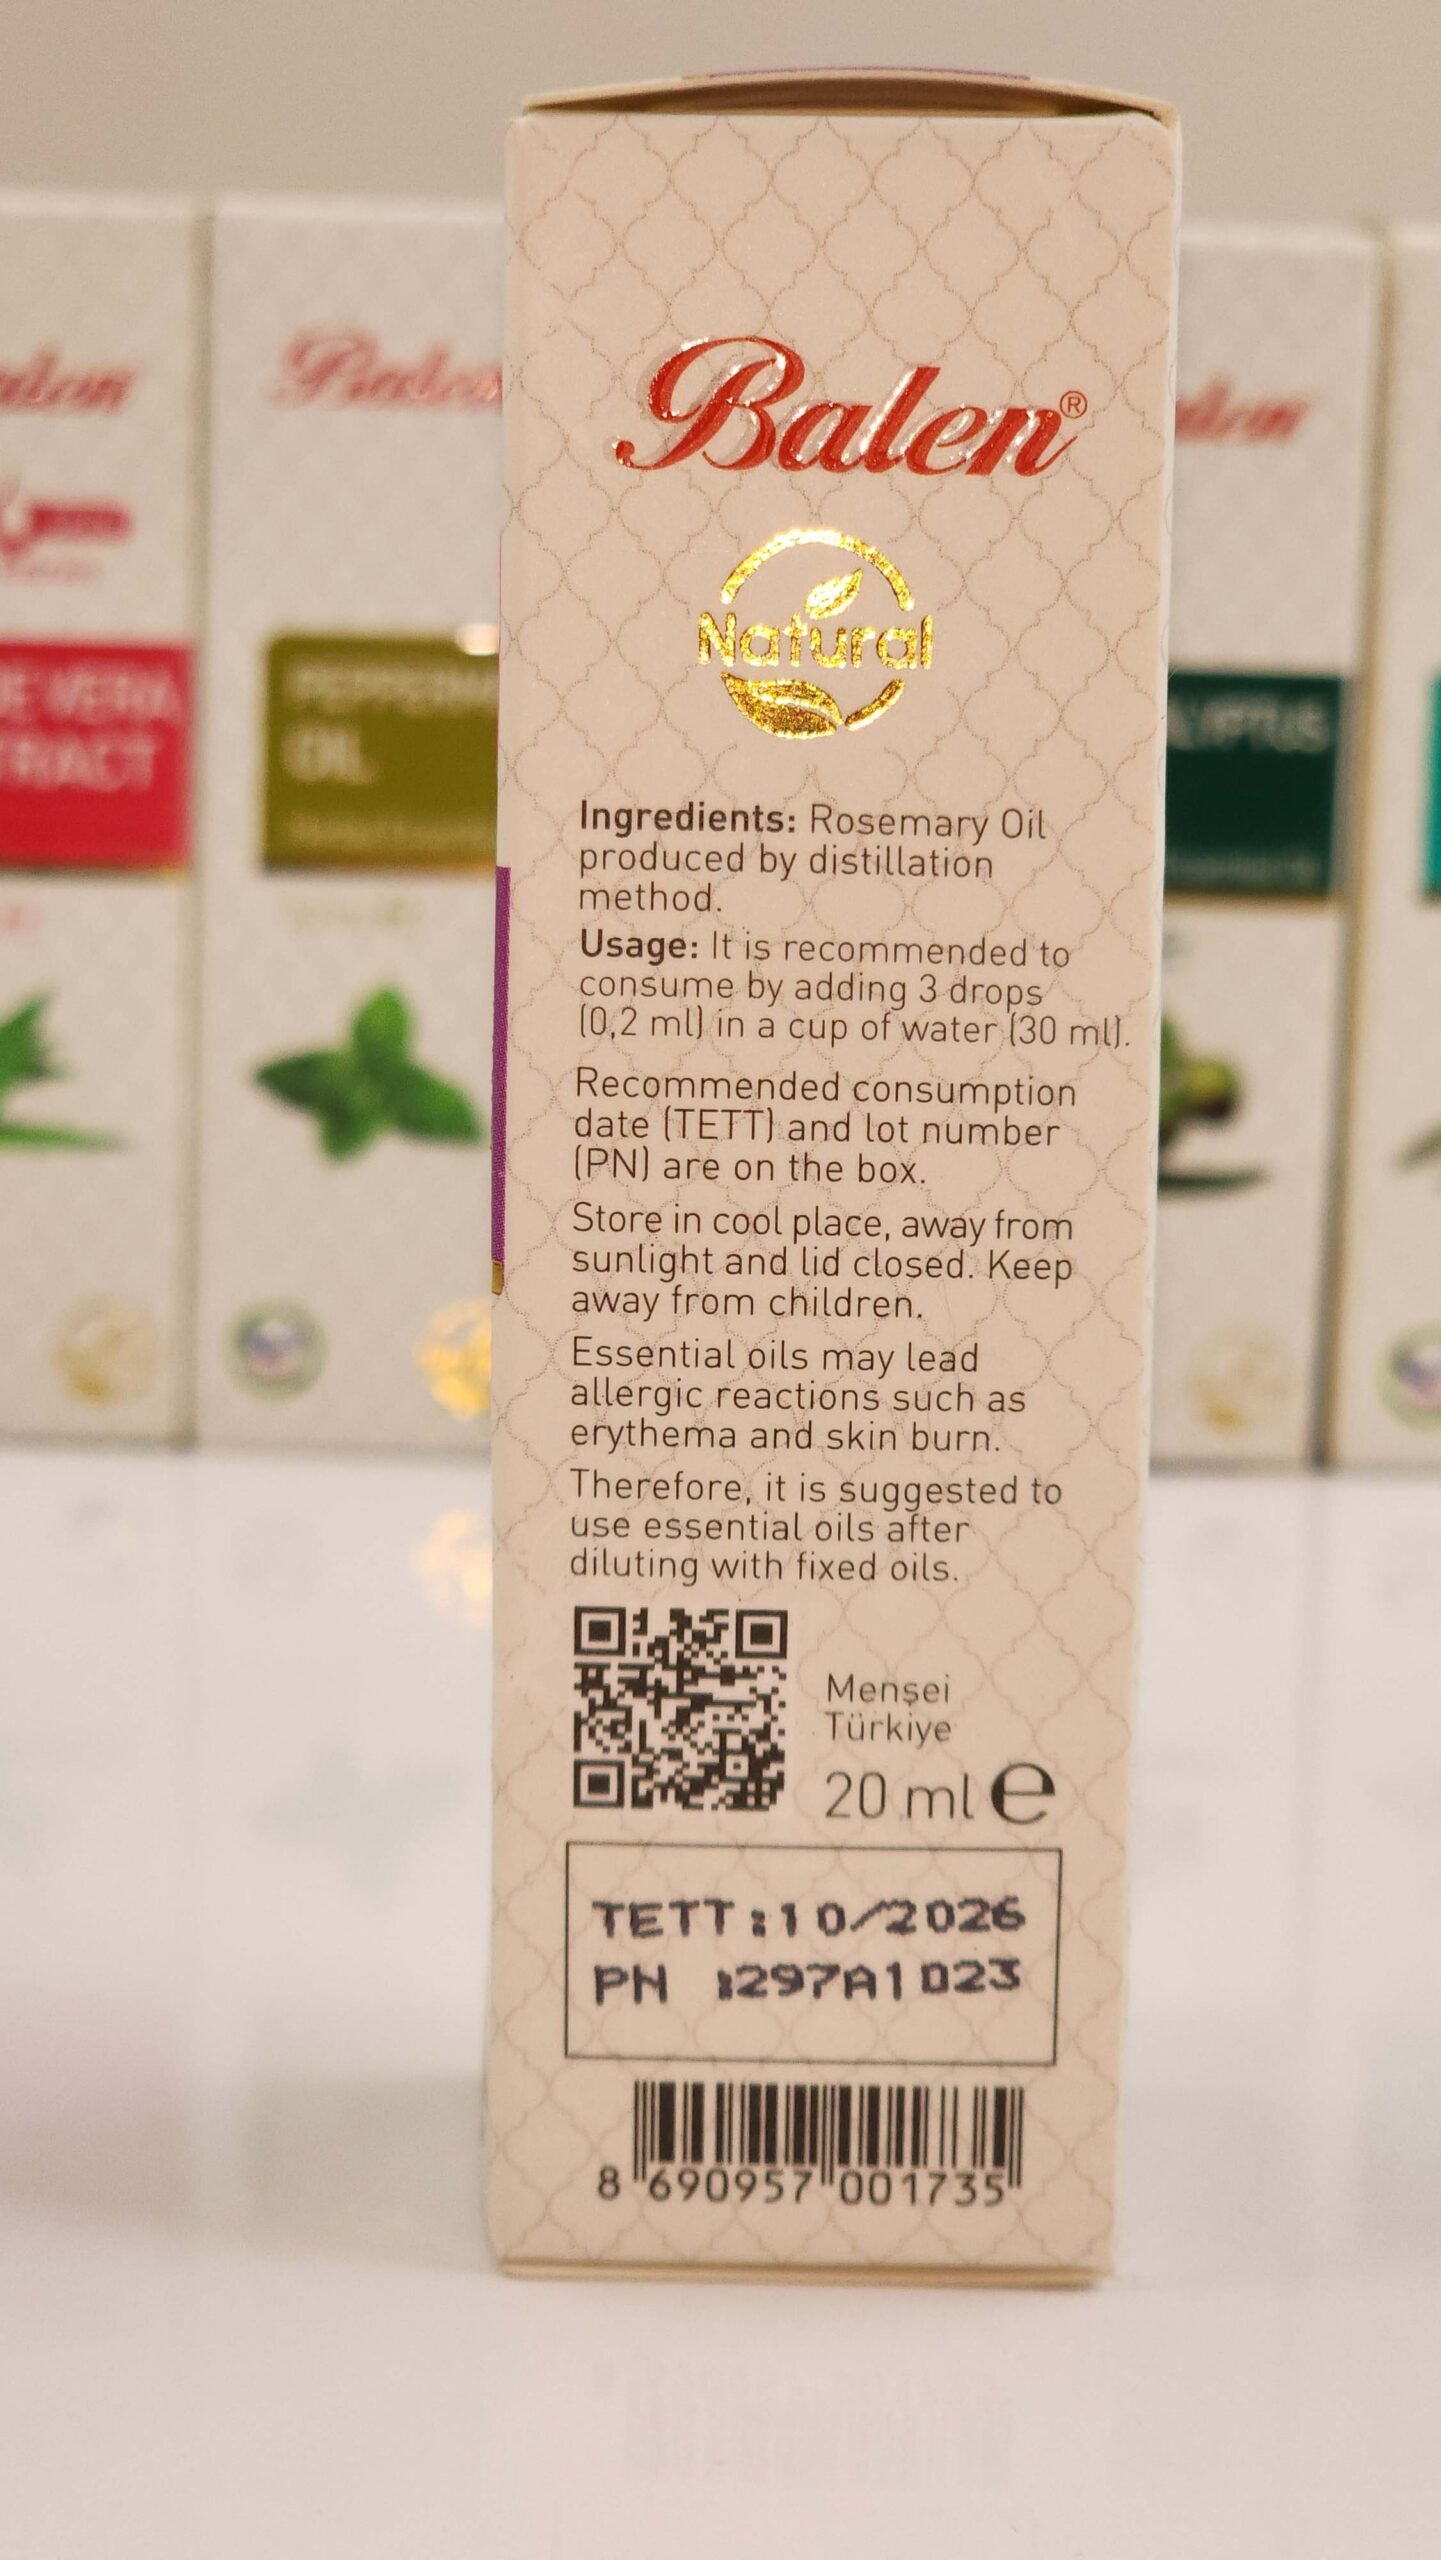 Balen®
Natural
Ingredients: Rosemary Oil
produced by distillation
method.
Usage: It is recommended to
consume by adding 3 drops
(0,2 ml) in a cup of water (30 ml).
Recommended consumption
date (TETT) and lot number
(PN) are on the box.
Store in cool place, away from
sunlight and lid closed. Keep
away from children.
Essential oils may lead
allergic reactions such as
erythema and skin burn.
Therefore, it is suggested to
use essential oils after
diluting with fixed oils.
Menşei
Türkiye
20 ml e
TETT:10/2026
PN :297A1023
8 690957 001735
Balen
OIL